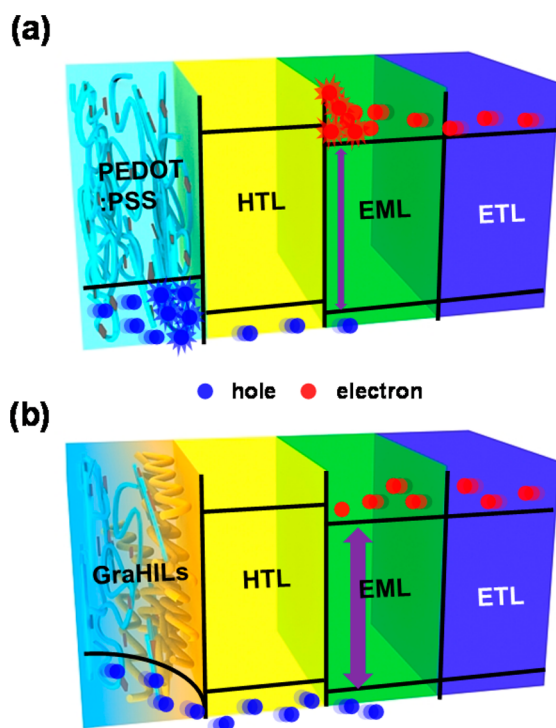 (a)
PEDOT
:PSS
HTL
EML
ETL
hole
electron
(b)
GraHILs
HTL
EML
ETL